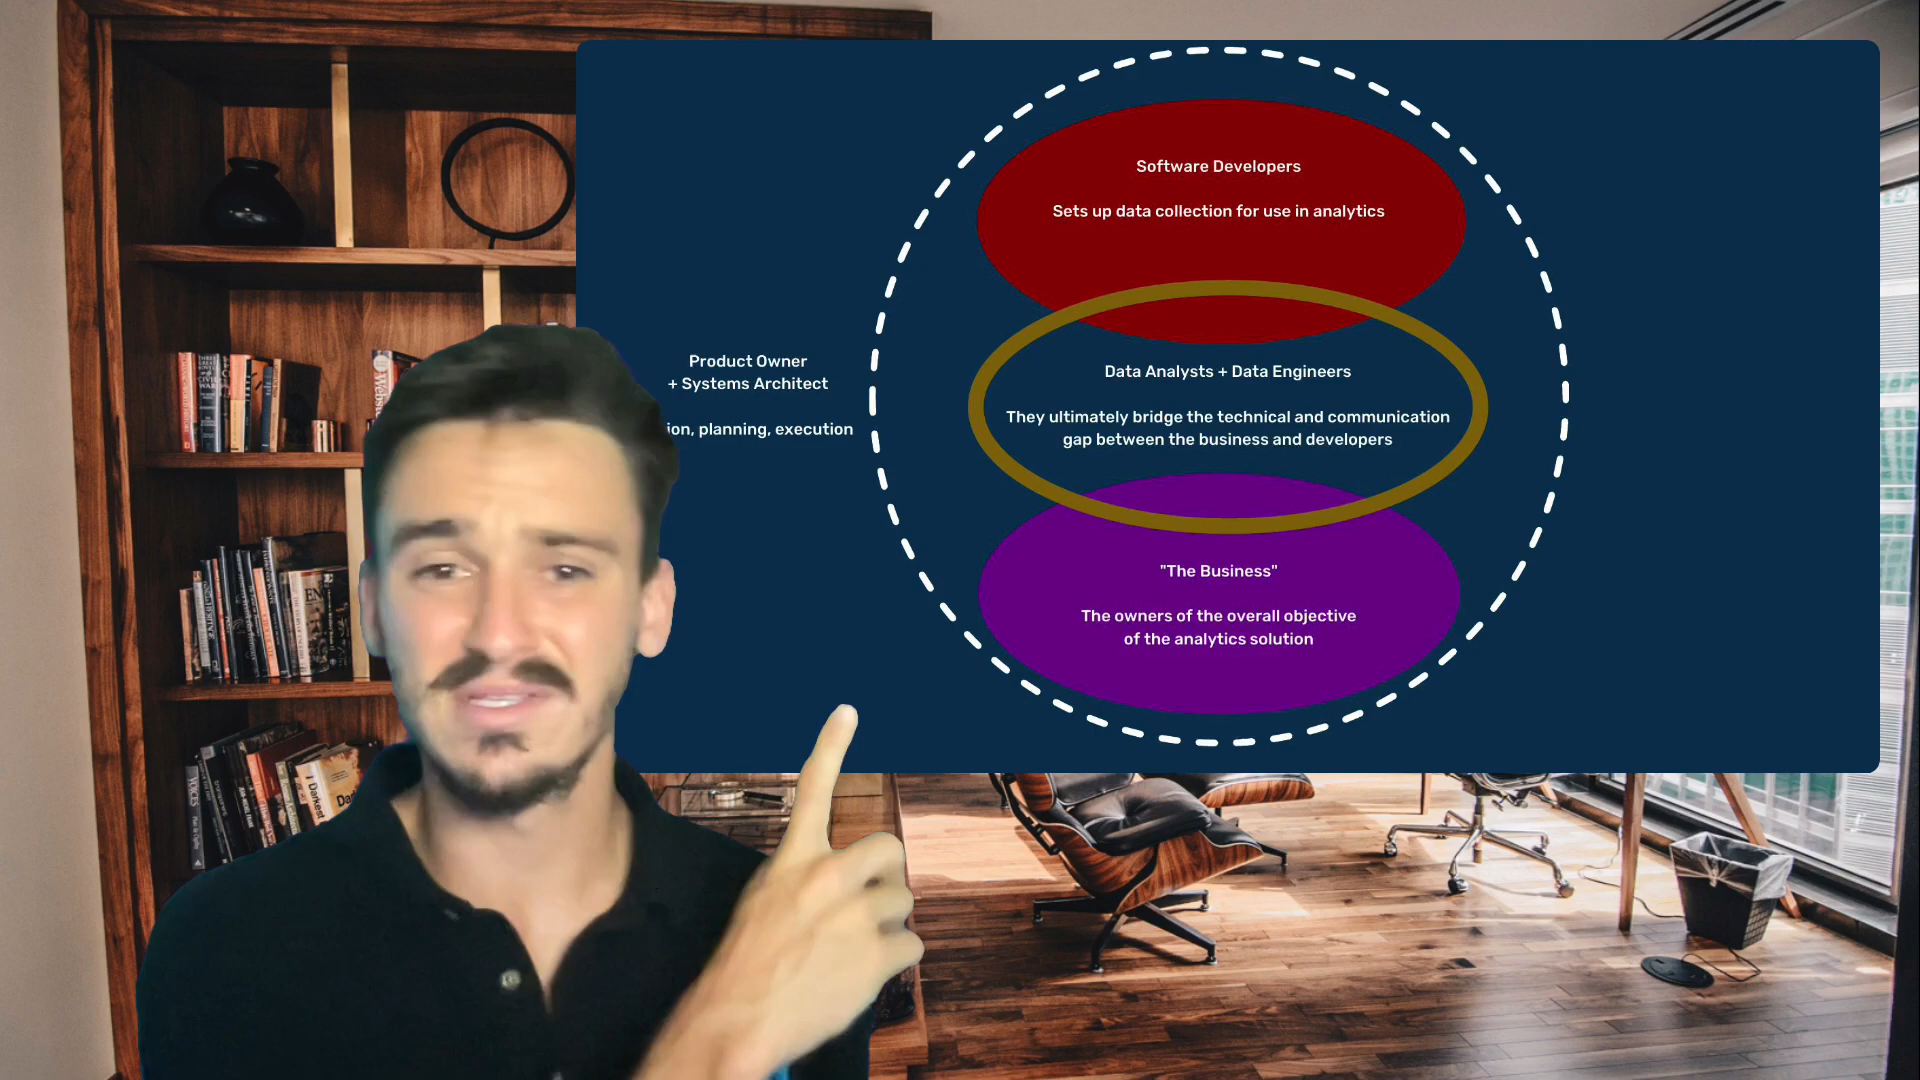 Software Developers
Sets up data collection for use in analytics
Product Owner
+ Systems Architect
planning, execution
Data Analysts + Data Engineers
They ultimately bridge the technical and communication
gap between the business and developers
"The Business"
The owners of the overall objective
of the analytics solution